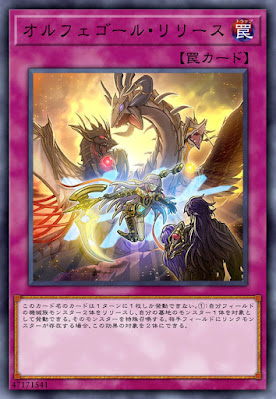 オルフェゴール・リリース
罠
トラップ
【罠カード】
このカード名のカードは1ターンに1枚しか発動できない。①:自分フィールド
の機械族モンスター2体をリリースし、自分の墓地のモンスター1体を対象と
して発動できる。そのモンスターを特殊召喚する。相手フィールドにリンクモン
スターが存在する場合、この効果の対象を2体にできる。
47171541